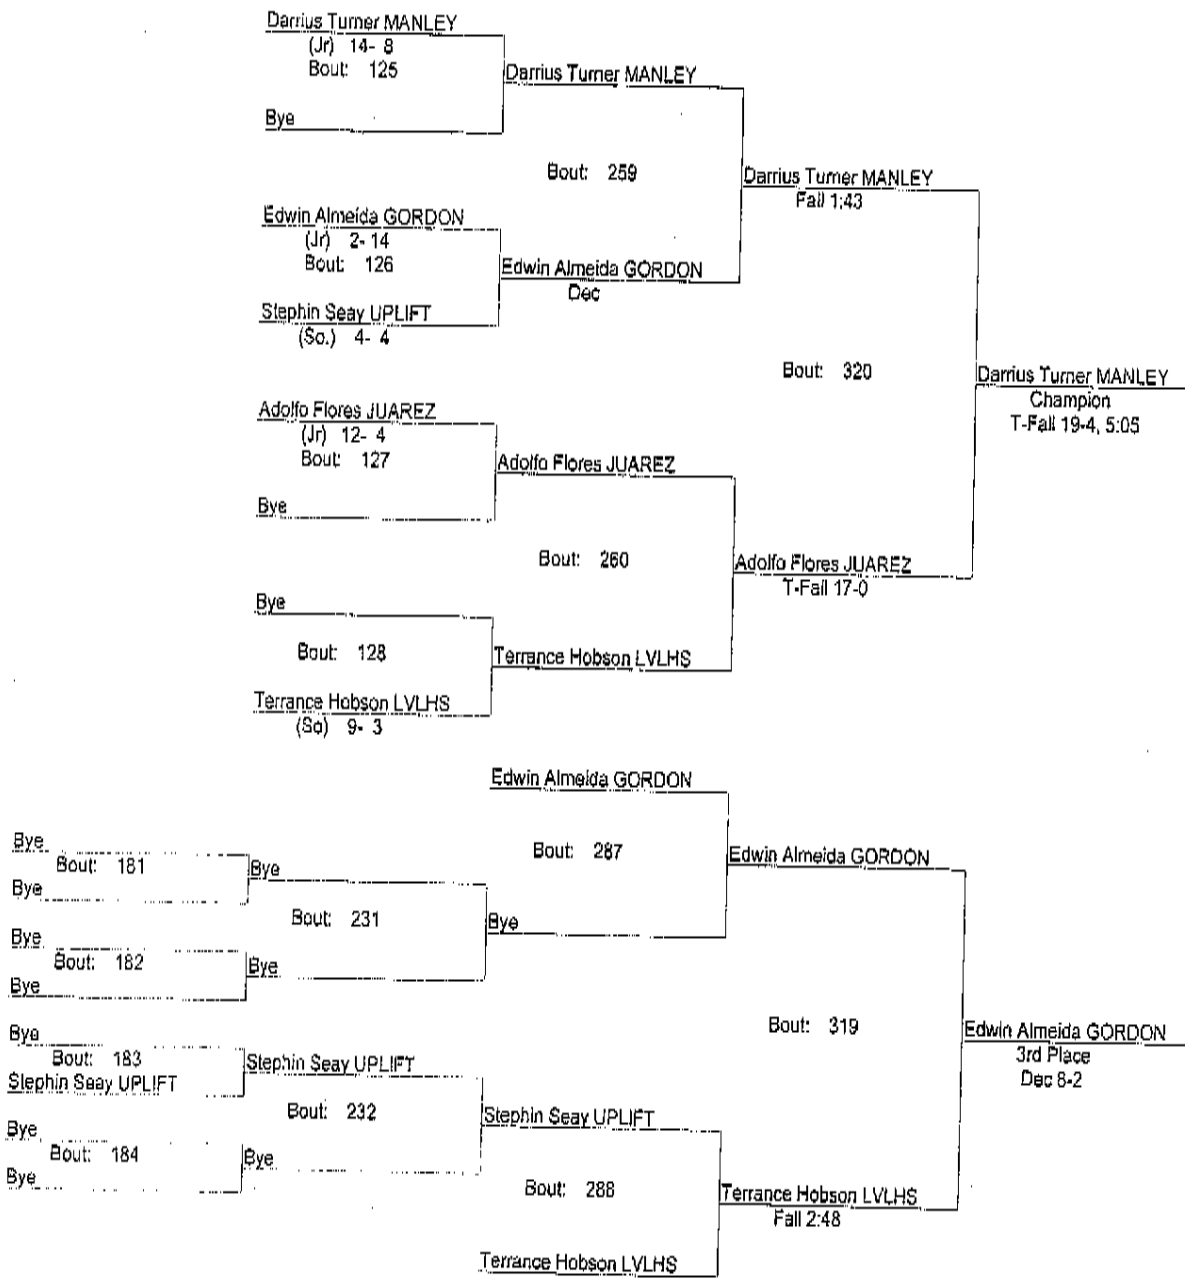 Darrius Turner MANLEY
(Jr) 14- 8
Bout: 125
Darrius Turner MANLEY
Bye
Bout: 259
Darrius Turner MANLEY
Fall 1:43
Edwin Almeida GORDON
(Jr) 2- 14
Bout: 126
Edwin Almeida GORDON
Dec
Stephin Seay UPLIFT
(So.) 4- 4
Bout: 320
Darrius Turner MANLEY
Champion
T-Fall 19-4, 5:05
Adolfo Flores JUAREZ
(Jr) 12- 4
Bout: 127
Adolfo Flores JUAREZ
Bye
Bout: 260
Adolfo Flores JUAREZ
T-Fall 17-0
Bye
Bout: 128
Terrance Hobson LVLHS
Terrance Hobson LVLHS
(So) 9- 3
Edwin Almeida GORDON
Bye
Bout: 181
Bye
Bye
Bout: 287
Edwin Almeida GORDON
Bout: 231
Bye
Bye
Bout: 182
Bye
Bye
Bout: 319
Edwin Almeida GORDON
3rd Place
Dec 8-2
Bye
Bout: 183
Stephin Seay UPLIFT
Stephin Seay UPLIFT
Bout: 232
Stephin Seay UPLIFT
Bye
Bout: 184
Bye
Bye
Bout: 288
Terrance Hobson LVLHS
Fall 2:48
Terrance Hobson LVLHS